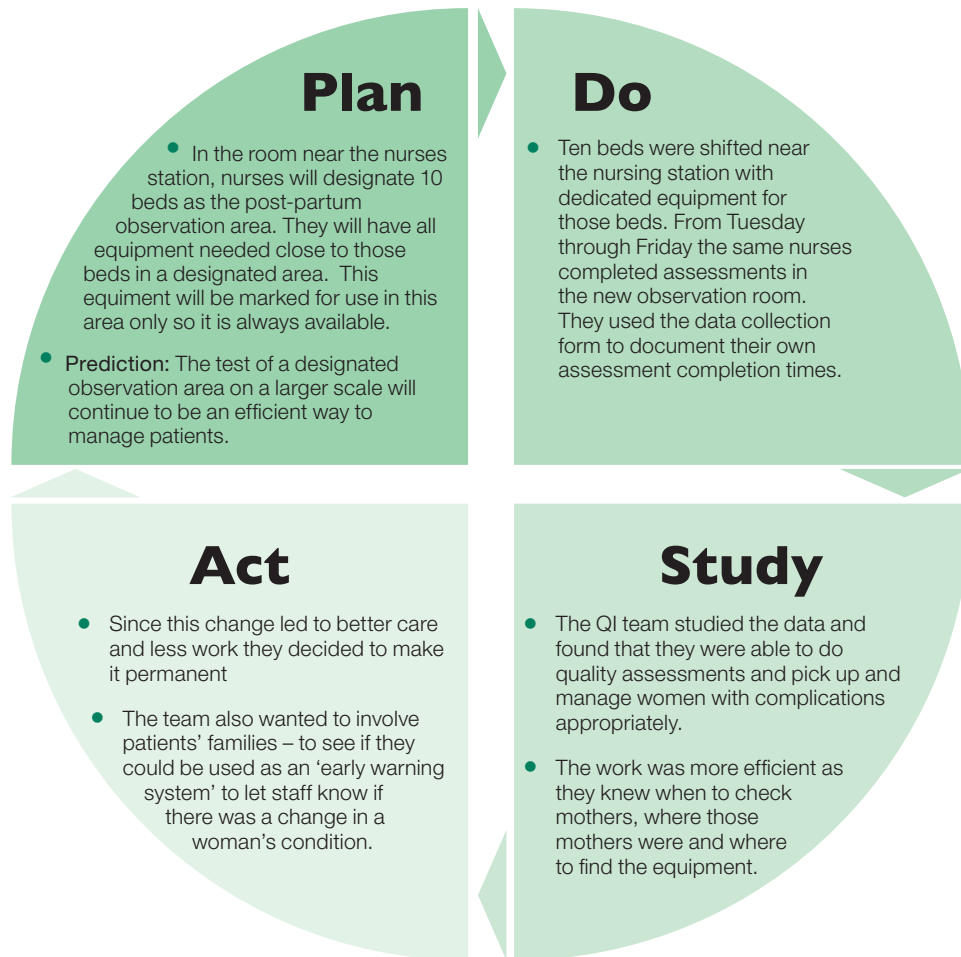 Plan
• In the room near the nurses
station, nurses will designate 10
beds as the post-partum
observation area. They will have all
equipment needed close to those
beds in a designated area. This
equiment will be marked for use in this
area only so it is always available.
• Prediction: The test of a designated
observation area on a larger scale will
continue to be an efficient way to
manage patients.
Do
• Ten beds were shifted near
the nursing station with
dedicated equipment for
those beds. From Tuesday
through Friday the same nurses
completed assessments in
the new observation room.
They used the data collection
form to document their own
assessment completion times.
Study
• The QI team studied the data and
found that they were able to do
quality assessments and pick up and
manage women with complications
appropriately.
• The work was more efficient as
they knew when to check
mothers, where those
mothers were and where
to find the equipment.
Act
• Since this change led to better care
and less work they decided to make
it permanent
• The team also wanted to involve
patients’ families – to see if they
could be used as an ‘early warning
system’ to let staff know if
there was a change in a
woman’s condition.